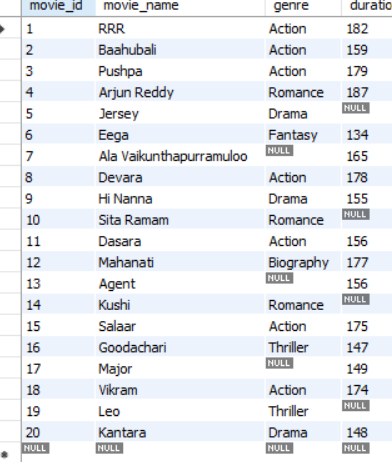 movie_id movie_name genre duratio
1 RRR Action 182
2 Baahubali Action 159
3 Pushpa Action 179
4 Arjun Reddy Romance 187
5 Jersey Drama NULL
6 Eega Fantasy 134
7 Ala Vaikunthapurramuloo NULL 165
8 Devara Action 178
9 Hi Nanna Drama 155
10 Sita Ramam Romance NULL
11 Dasara Action 156
12 Mahanati Biography 177
13 Agent NULL 156
14 Kushi Romance NULL
15 Salaar Action 175
16 Goodachari Thriller 147
17 Major NULL 149
18 Vikram Action 174
19 Leo Thriller NULL
20 Kantara Drama 148
NULL NULL NULL NULL